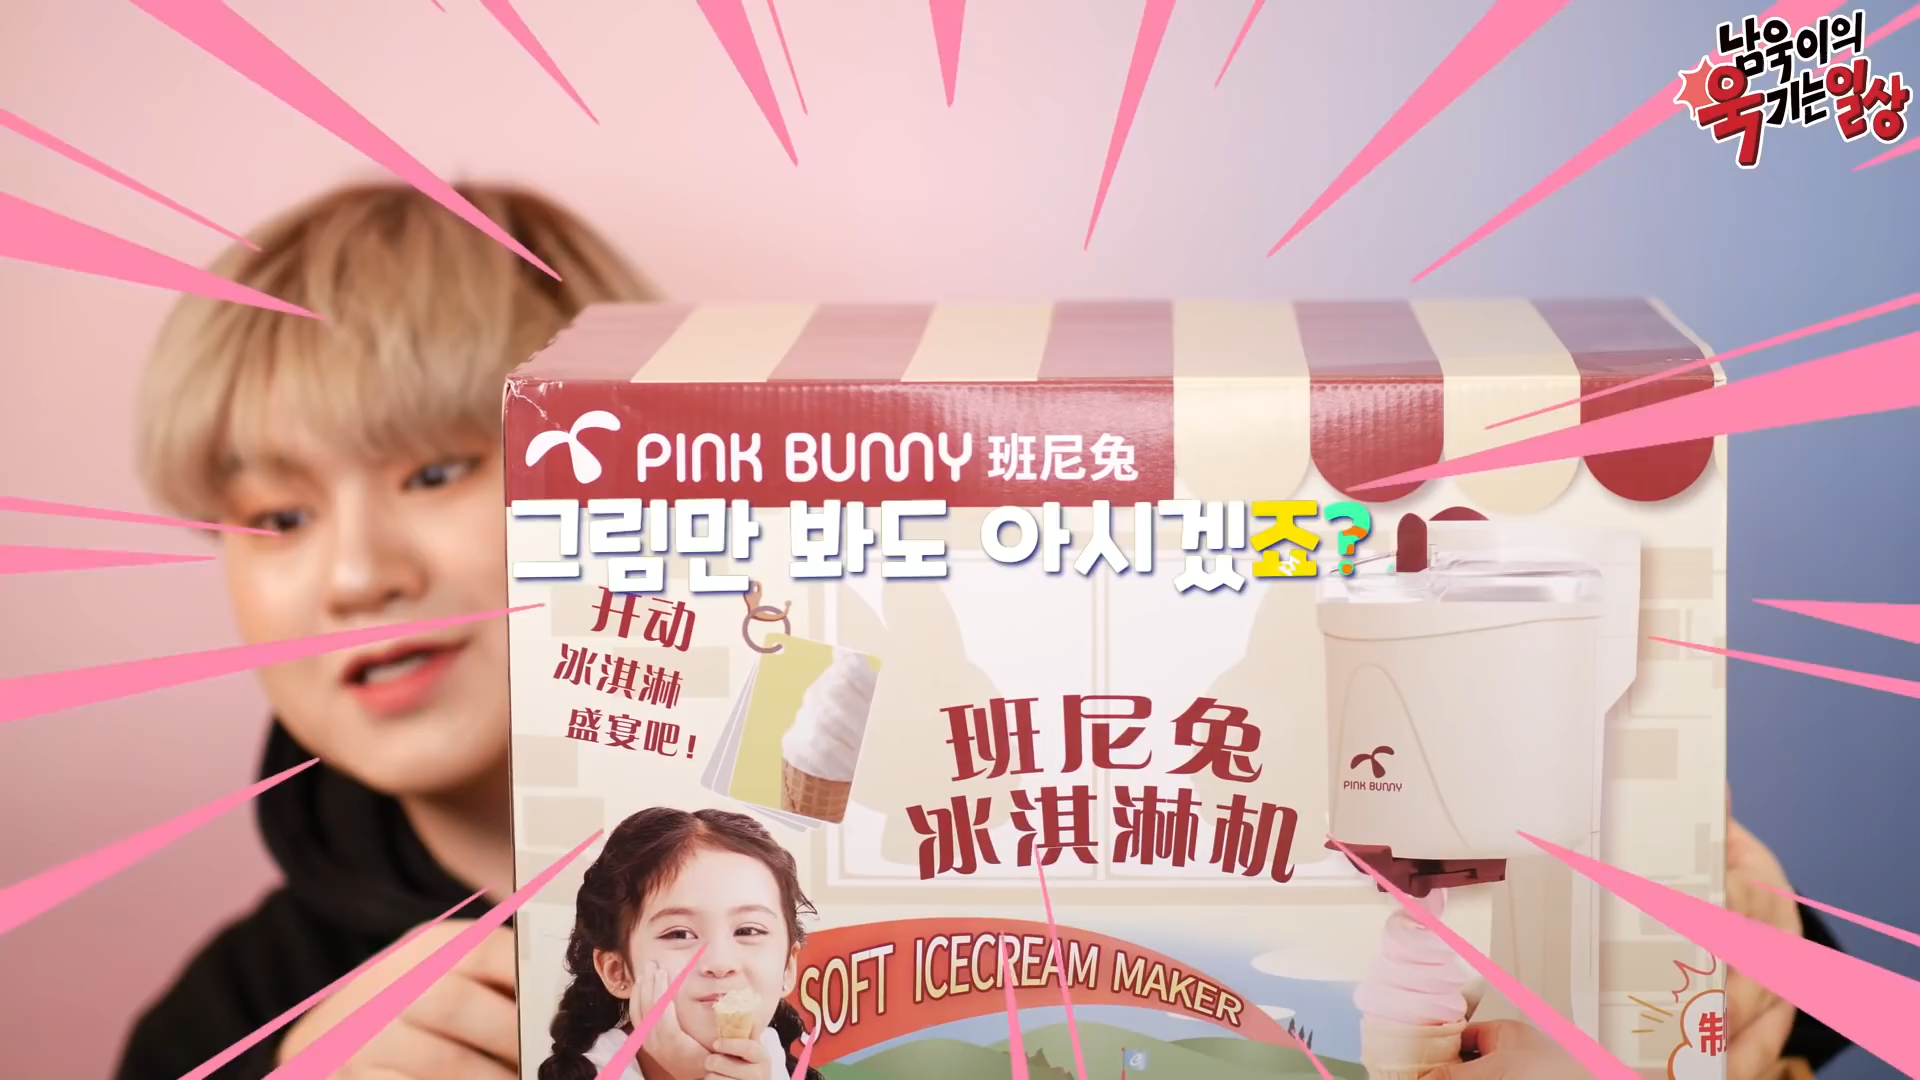 남욱이의
욱기는일상
PINK BUNNY 班尼兔
그림만 봐도 아시겠죠?
开动
冰淇淋
盛宴吧!
班尼兔
冰淇淋机
PINK BUNNY
SOFT ICECREAM MAKER
制